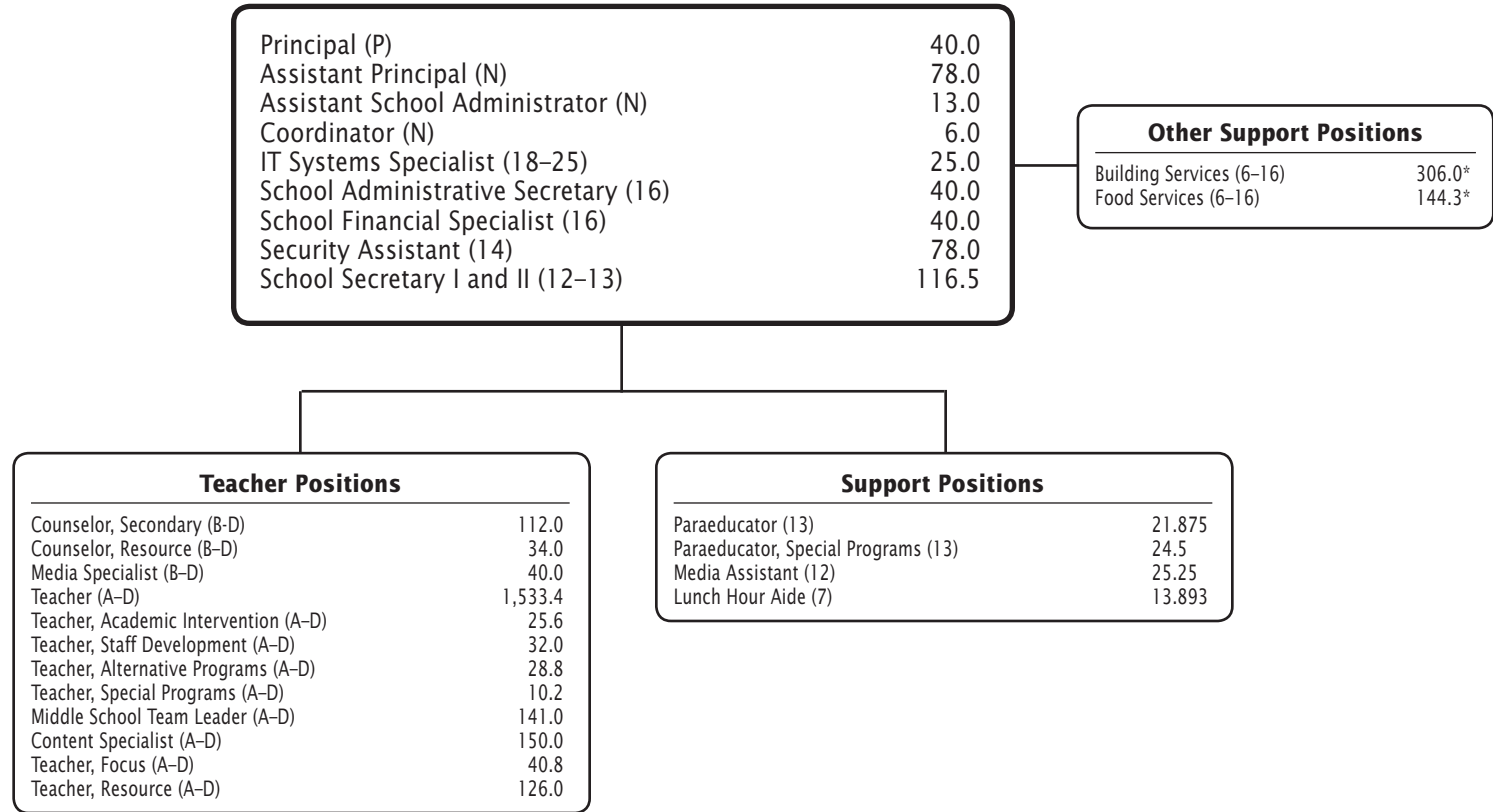 Principal (P) 40.0
Assistant Principal (N) 78.0
Assistant School Administrator (N) 13.0
Coordinator (N) 6.0
IT Systems Specialist (18–25) 25.0
School Administrative Secretary (16) 40.0
School Financial Specialist (16) 40.0
Security Assistant (14) 78.0
School Secretary I and II (12–13) 116.5
Other Support Positions
Building Services (6–16) 306.0*
Food Services (6–16) 144.3*
Teacher Positions
Counselor, Secondary (B-D) 112.0
Counselor, Resource (B–D) 34.0
Media Specialist (B–D) 40.0
Teacher (A–D) 1,533.4
Teacher, Academic Intervention (A–D) 25.6
Teacher, Staff Development (A–D) 32.0
Teacher, Alternative Programs (A–D) 28.8
Teacher, Special Programs (A–D) 10.2
Middle School Team Leader (A–D) 141.0
Content Specialist (A–D) 150.0
Teacher, Focus (A–D) 40.8
Teacher, Resource (A–D) 126.0
Support Positions
Paraeducator (13) 21.875
Paraeducator, Special Programs (13) 24.5
Media Assistant (12) 25.25
Lunch Hour Aide (7) 13.893